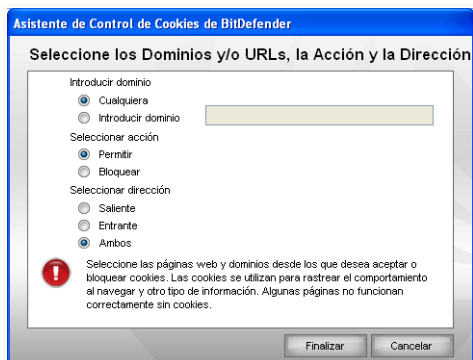 Asistente de Control de Cookies de BitDefender
Seleccione los Dominios y/o URLs, la Acción y la Dirección
Introducir dominio
Cualquiera
Introducir dominio
Seleccionar acción
Permitir
Bloquear
Seleccionar dirección
Saliente
Entrante
Ambos
Seleccione las páginas web y dominios desde los que desea aceptar o
bloquear cookies. Las cookies se utilizan para rastrear el comportamiento
al navegar y otro tipo de información. Algunas páginas no funcionan
correctamente sin cookies.
Finalizar
Cancelar